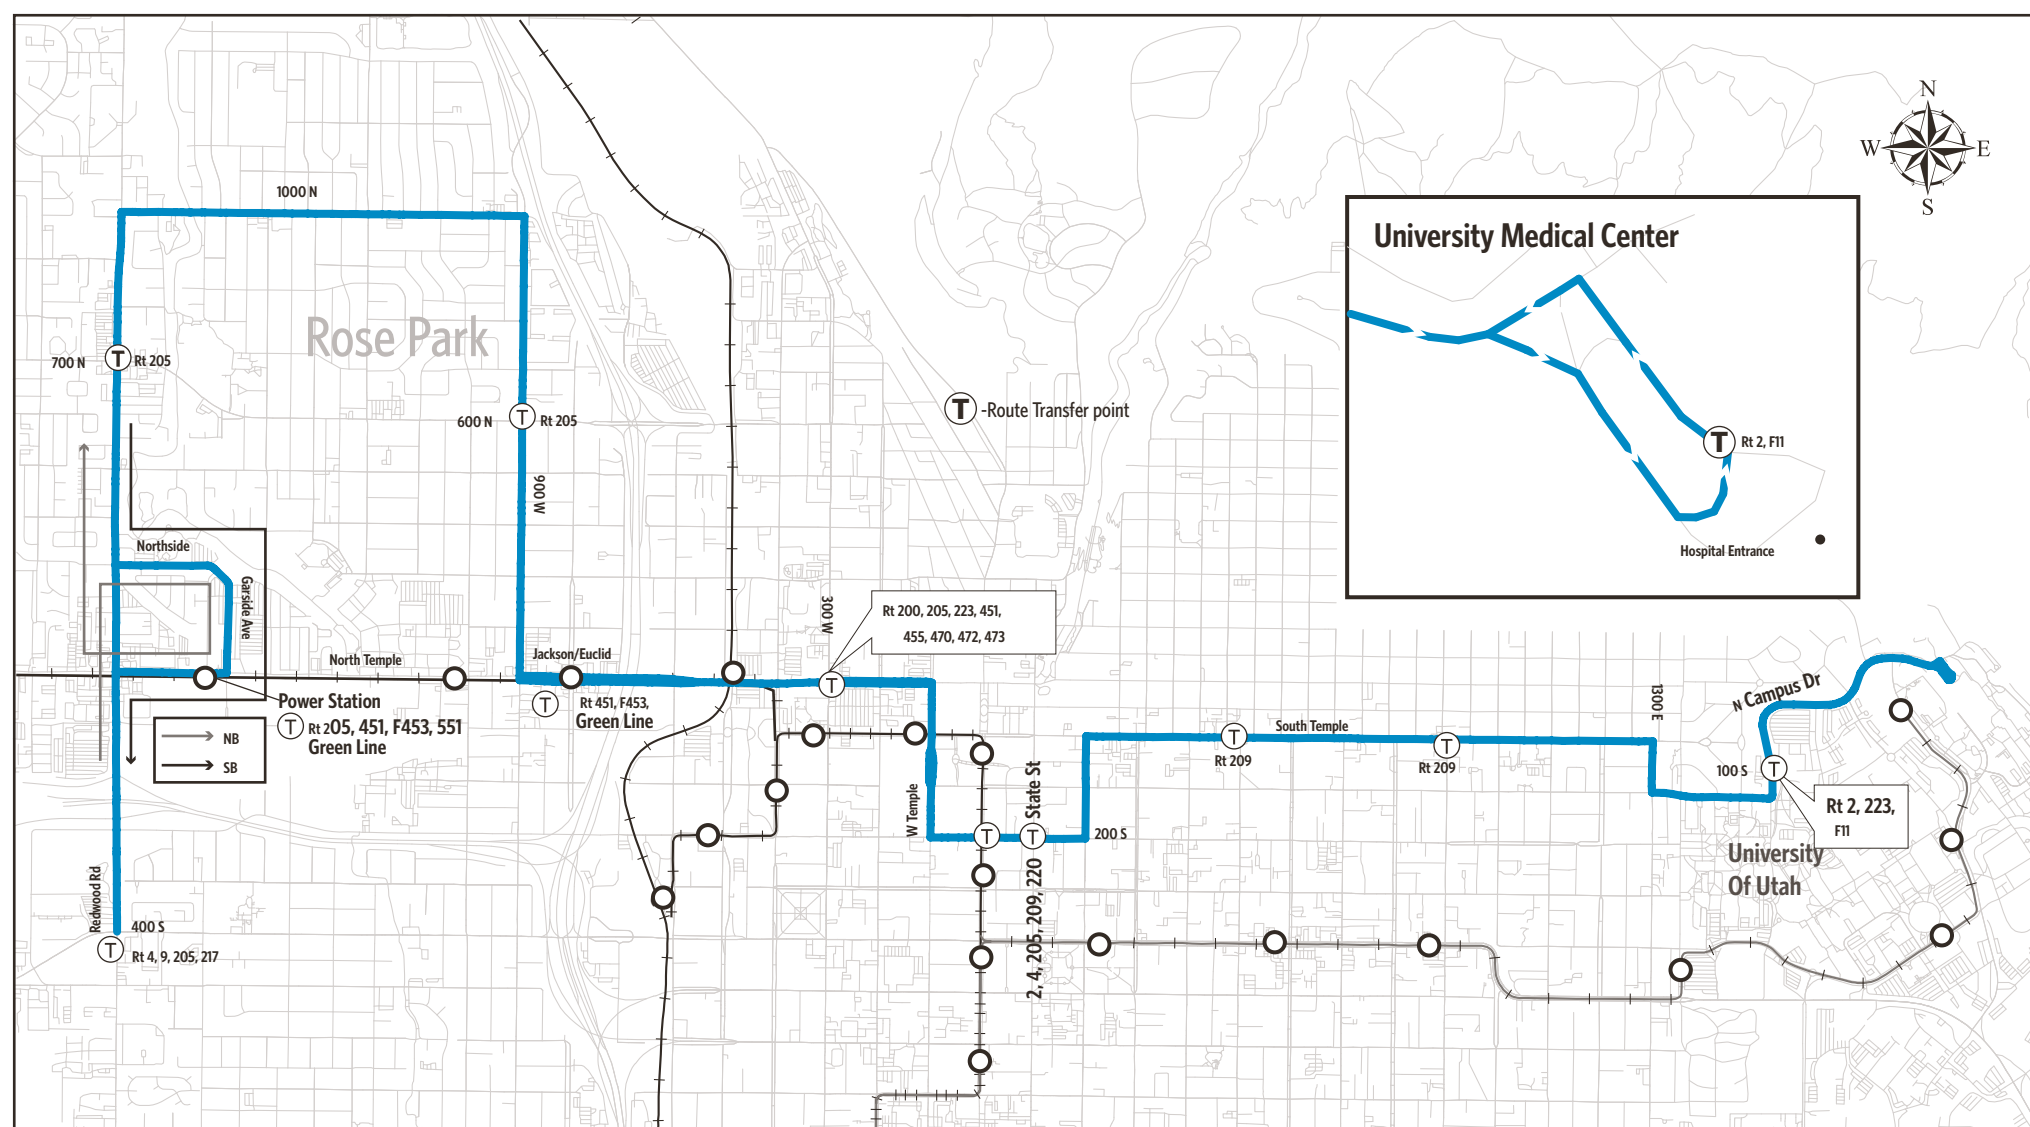 N
W E
S
1000 N
University Medical Center
Rose Park
700 N
T Rt 205
T -Route Transfer point
600 N
T Rt 205
T Rt 2, F11
900 W
Northside
Hospital Entrance
Garside Ave
300 W
Rt 200, 205, 223, 451,
455, 470, 472, 473
North Temple
Jackson/Euclid
T
Power Station
T Rt 205, 451, F453, 551
Green Line
T Rt 451, F453,
Green Line
N Campus Dr
1300 E
NB
SB
South Temple
T
Rt 209
T
Rt 209
100 S
T
Rt 2, 223,
F11
W Temple
State St
T
T
200 S
2, 4, 205, 209, 220
University
Of Utah
Redwood Rd
400 S
T Rt 4, 9, 205, 217